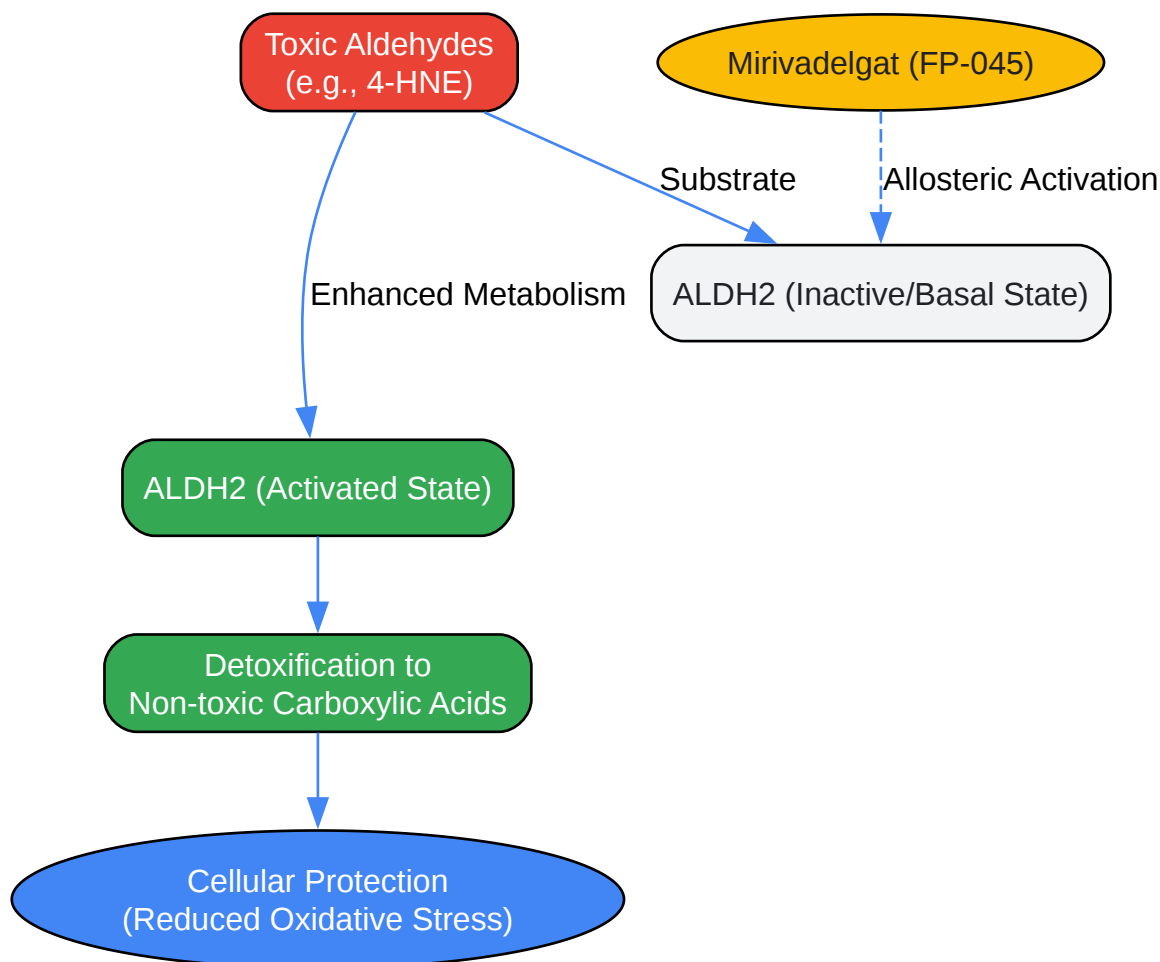 Toxic Aldehydes
(e.g., 4-HNE)
Mirivadelgat (FP-045)
Substrate
Allosteric Activation
Enhanced Metabolism
ALDH2 (Inactive/Basal State)
ALDH2 (Activated State)
Detoxification to
Non-toxic Carboxylic Acids
Cellular Protection
(Reduced Oxidative Stress)